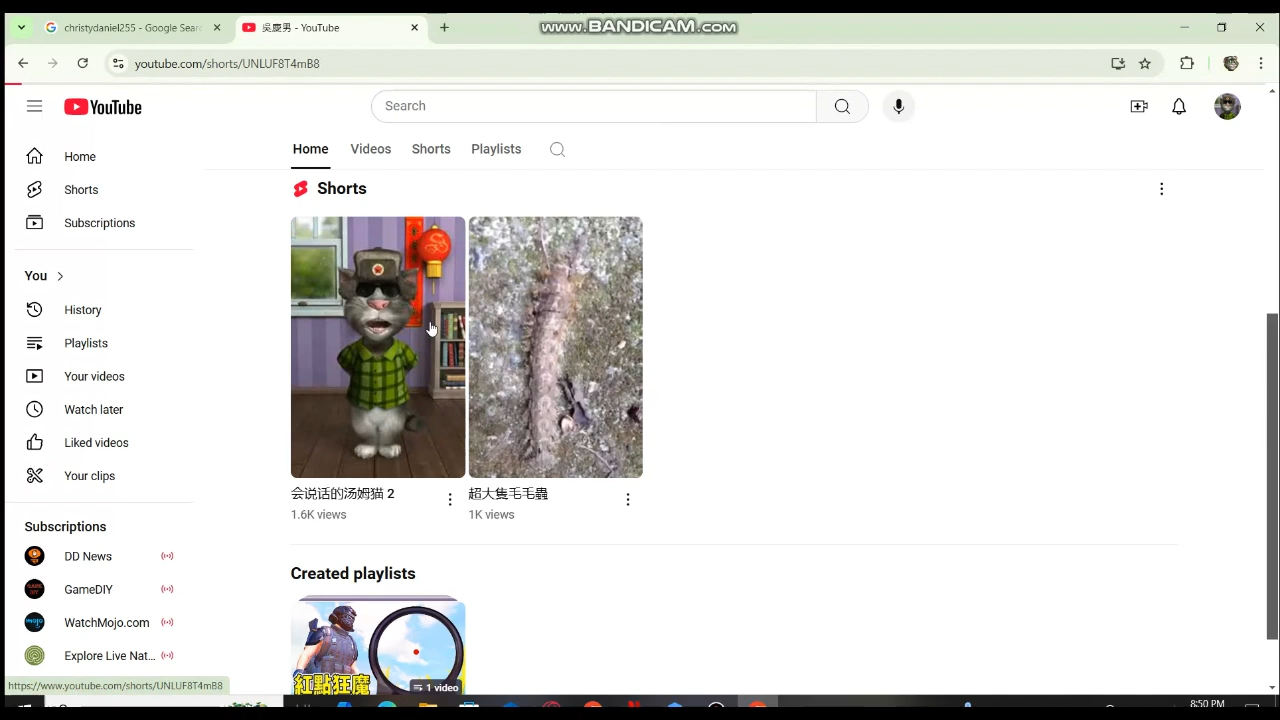 www.BANDICAM.com
christydaniel255 - Google Sear
吳慶男 - YouTube
youtube.com/shorts/UNLUF8T4mB8
YouTube
Search
Home
Videos
Shorts
Playlists
Home
Shorts
Subscriptions
You
History
Playlists
Your videos
Watch later
Liked videos
Your clips
Subscriptions
DD News
GameDIY
WatchMojo.com
Explore Live Nat...
Shorts
会说话的汤姆猫 2
1.6K views
超大隻毛毛蟲
1K views
Created playlists
紅點狂魔
1 video
https://www.youtube.com/shorts/UNLUF8T4mB8
8:50 PM